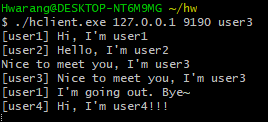 Hwarang@DESKTOP-NT6M9MG ~/hw
$ ./hclient.exe 127.0.0.1 9190 user3
[user1] Hi, I'm user1
[user2] Hello, I'm user2
Nice to meet you, I'm user3
[user3] Nice to meet you, I'm user3
[user1] I'm going out. Bye~
[user4] Hi, I'm user4!!!